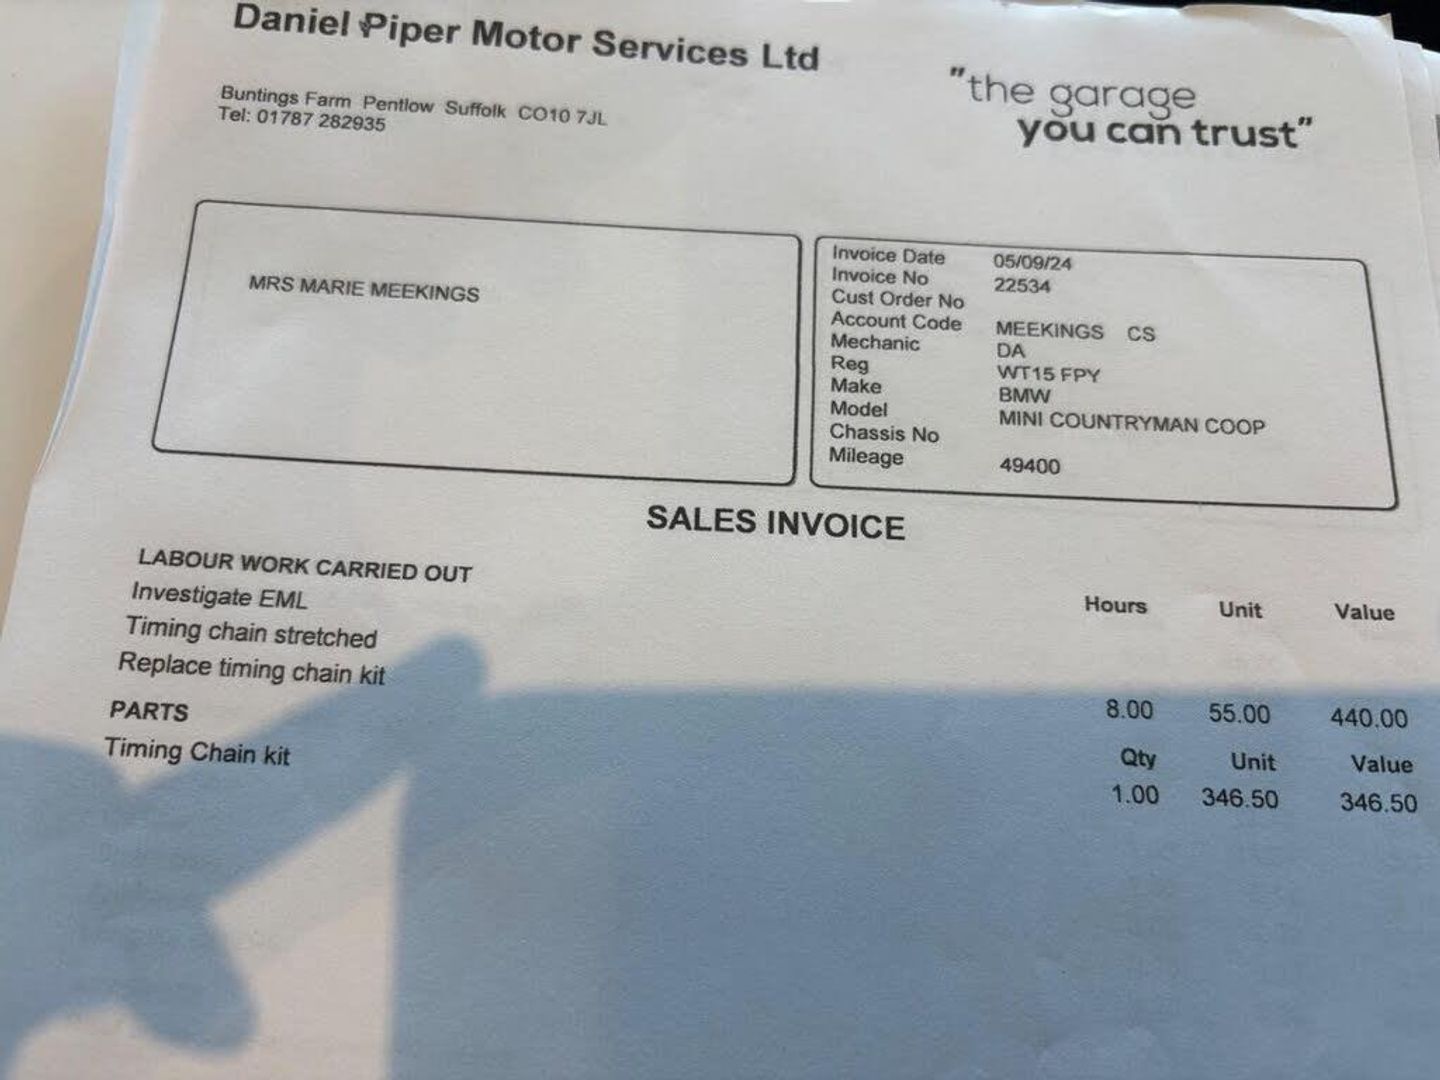 Daniel Piper Motor Services Ltd
"the garage
you can trust"
Buntings Farm Pentlow Suffolk CO10 7JL
Tel: 01787 282935
MRS MARIE MEEKINGS
Invoice Date 05/09/24
Invoice No 22534
Cust Order No
Account Code MEEKINGS CS
Mechanic DA
Reg WT15 FPY
Make BMW
Model MINI COUNTRYMAN COOP
Chassis No
Mileage 49400
SALES INVOICE
LABOUR WORK CARRIED OUT Hours Unit Value
Investigate EML
Timing chain stretched
Replace timing chain kit 8.00 55.00 440.00
PARTS Qty Unit Value
Timing Chain kit 1.00 346.50 346.50